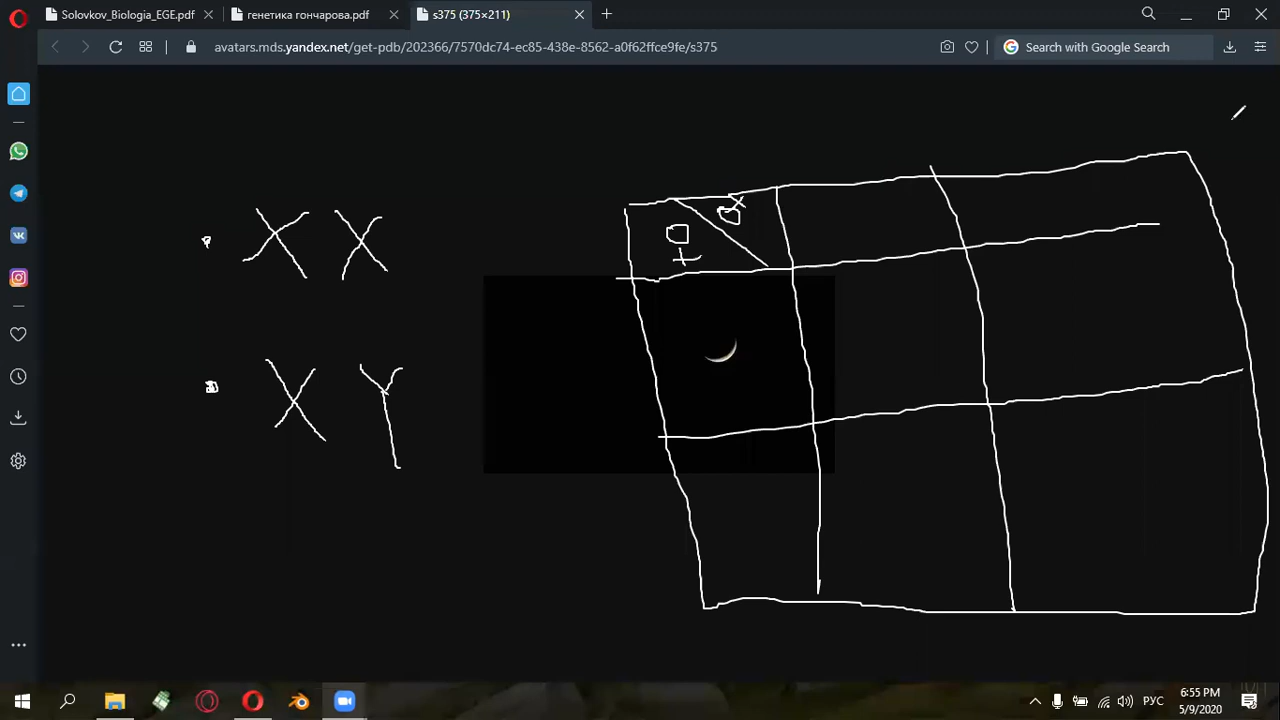 Solovkov_Biologia_EGE.pdf
генетика гончарова.pdf
s375 (375×211)
avatars.mds.yandex.net/get-pdb/202366/7570dc74-ec85-438e-8562-a0f62ffce9fe/s375
Search with Google Search
♀ ♂
X X
X Y
РУС
6:55 PM
5/9/2020